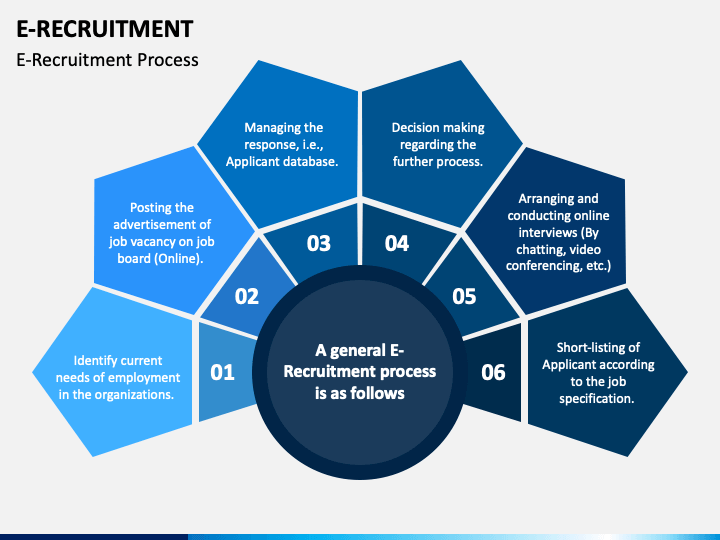 E-RECRUITMENT
E-Recruitment Process
01
Identify current
needs of employment
in the organizations.
02
Posting the
advertisement of
job vacancy on job
board (Online).
03
Managing the
response, i.e.,
Applicant database.
04
Decision making
regarding the
further process.
05
Arranging and
conducting online
interviews (By
chatting, video
conferencing, etc.)
06
Short-listing of
Applicant according
to the job
specification.
A general E-
Recruitment process
is as follows